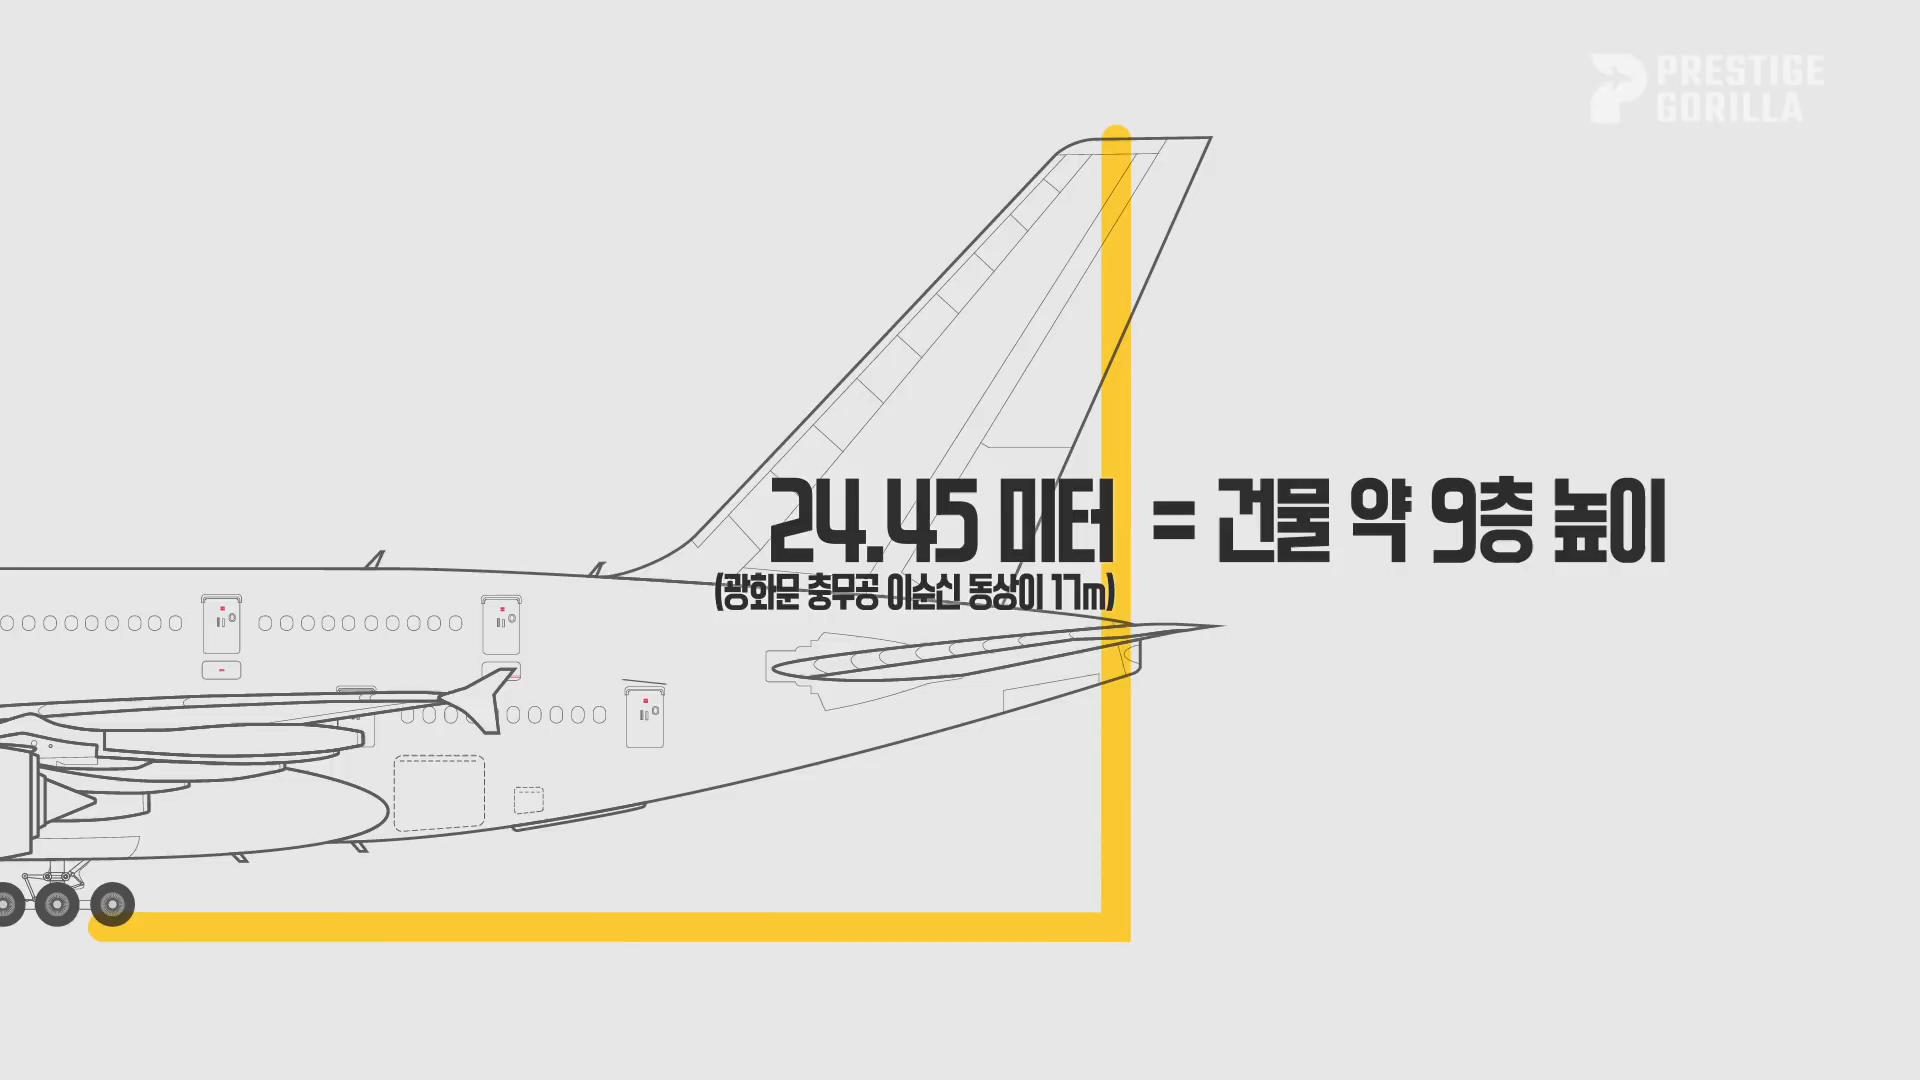 PRESTIGE
GORILLA
24.45 미터 = 건물 약 9층 높이
(광화문 충무공 이순신 동상이 17m)